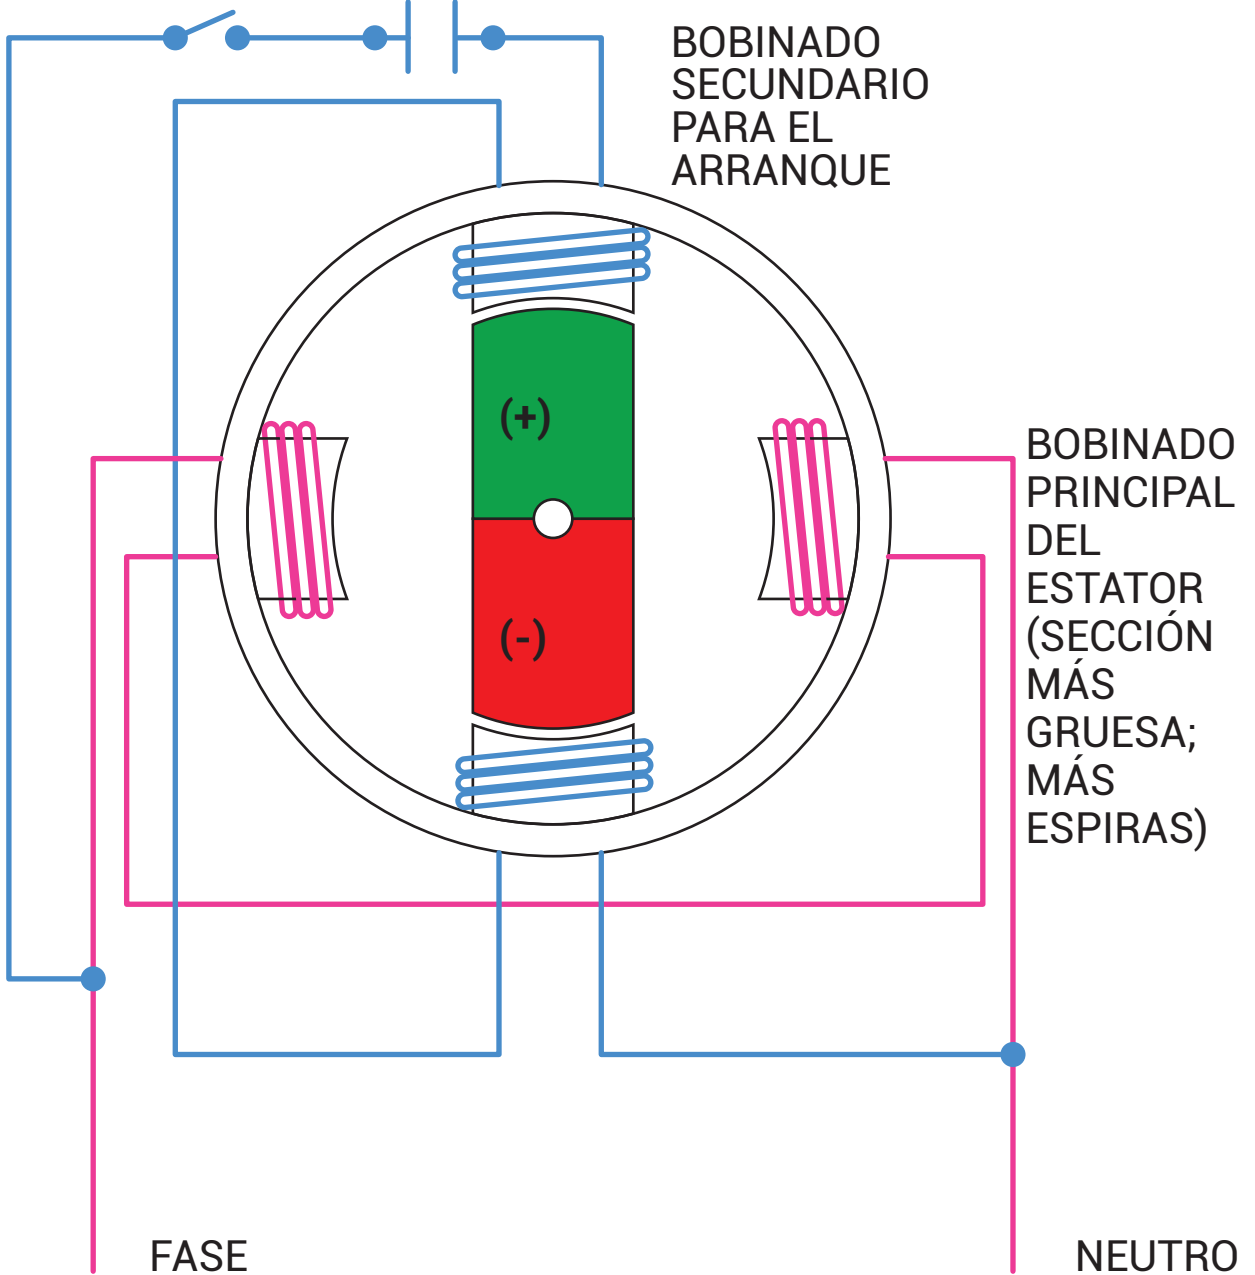 BOBINADO
SECUNDARIO
PARA EL
ARRANQUE
(+)
(-)
BOBINADO
PRINCIPAL
DEL
ESTATOR
(SECCIÓN
MÁS
GRUESA;
MÁS
ESPIRAS)
FASE
NEUTRO